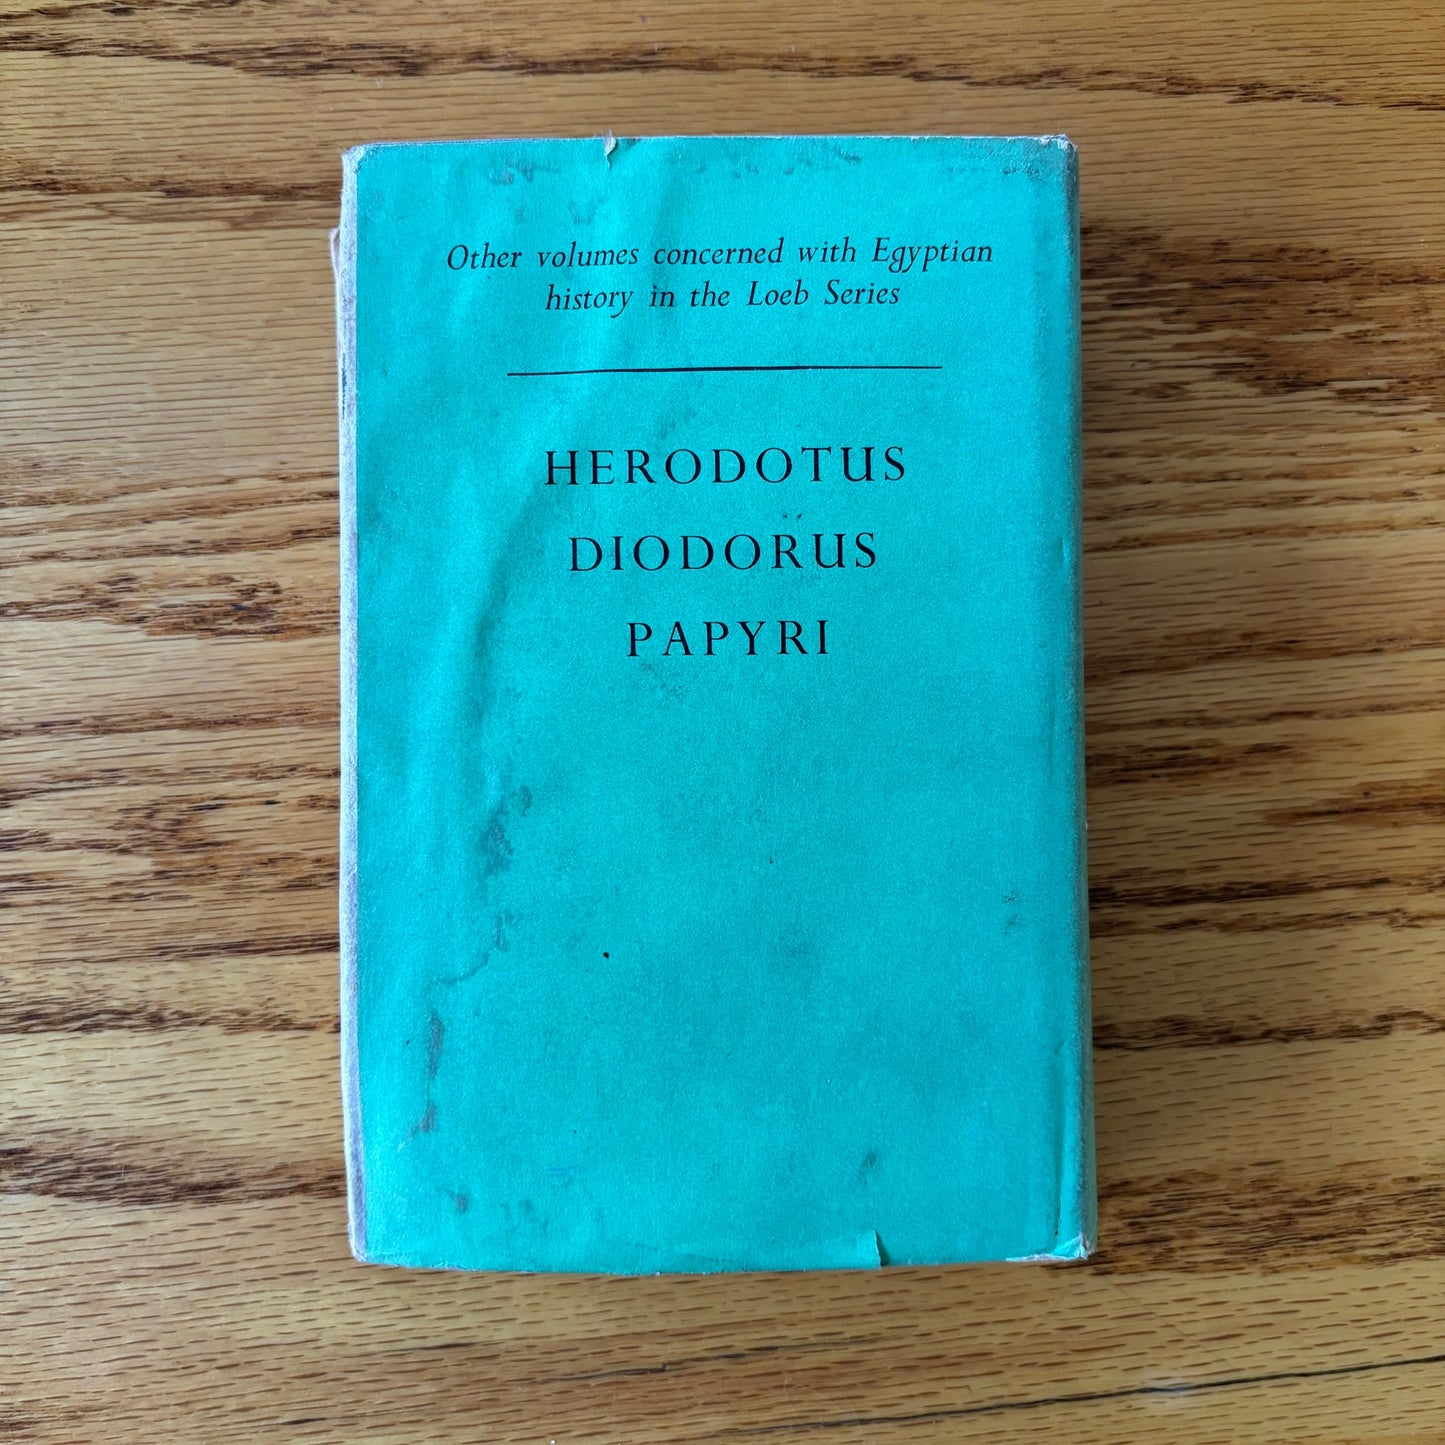 Other volumes concerned with Egyptian
history in the Loeb Series
HERODOTUS
DIODORUS
PAPYRI